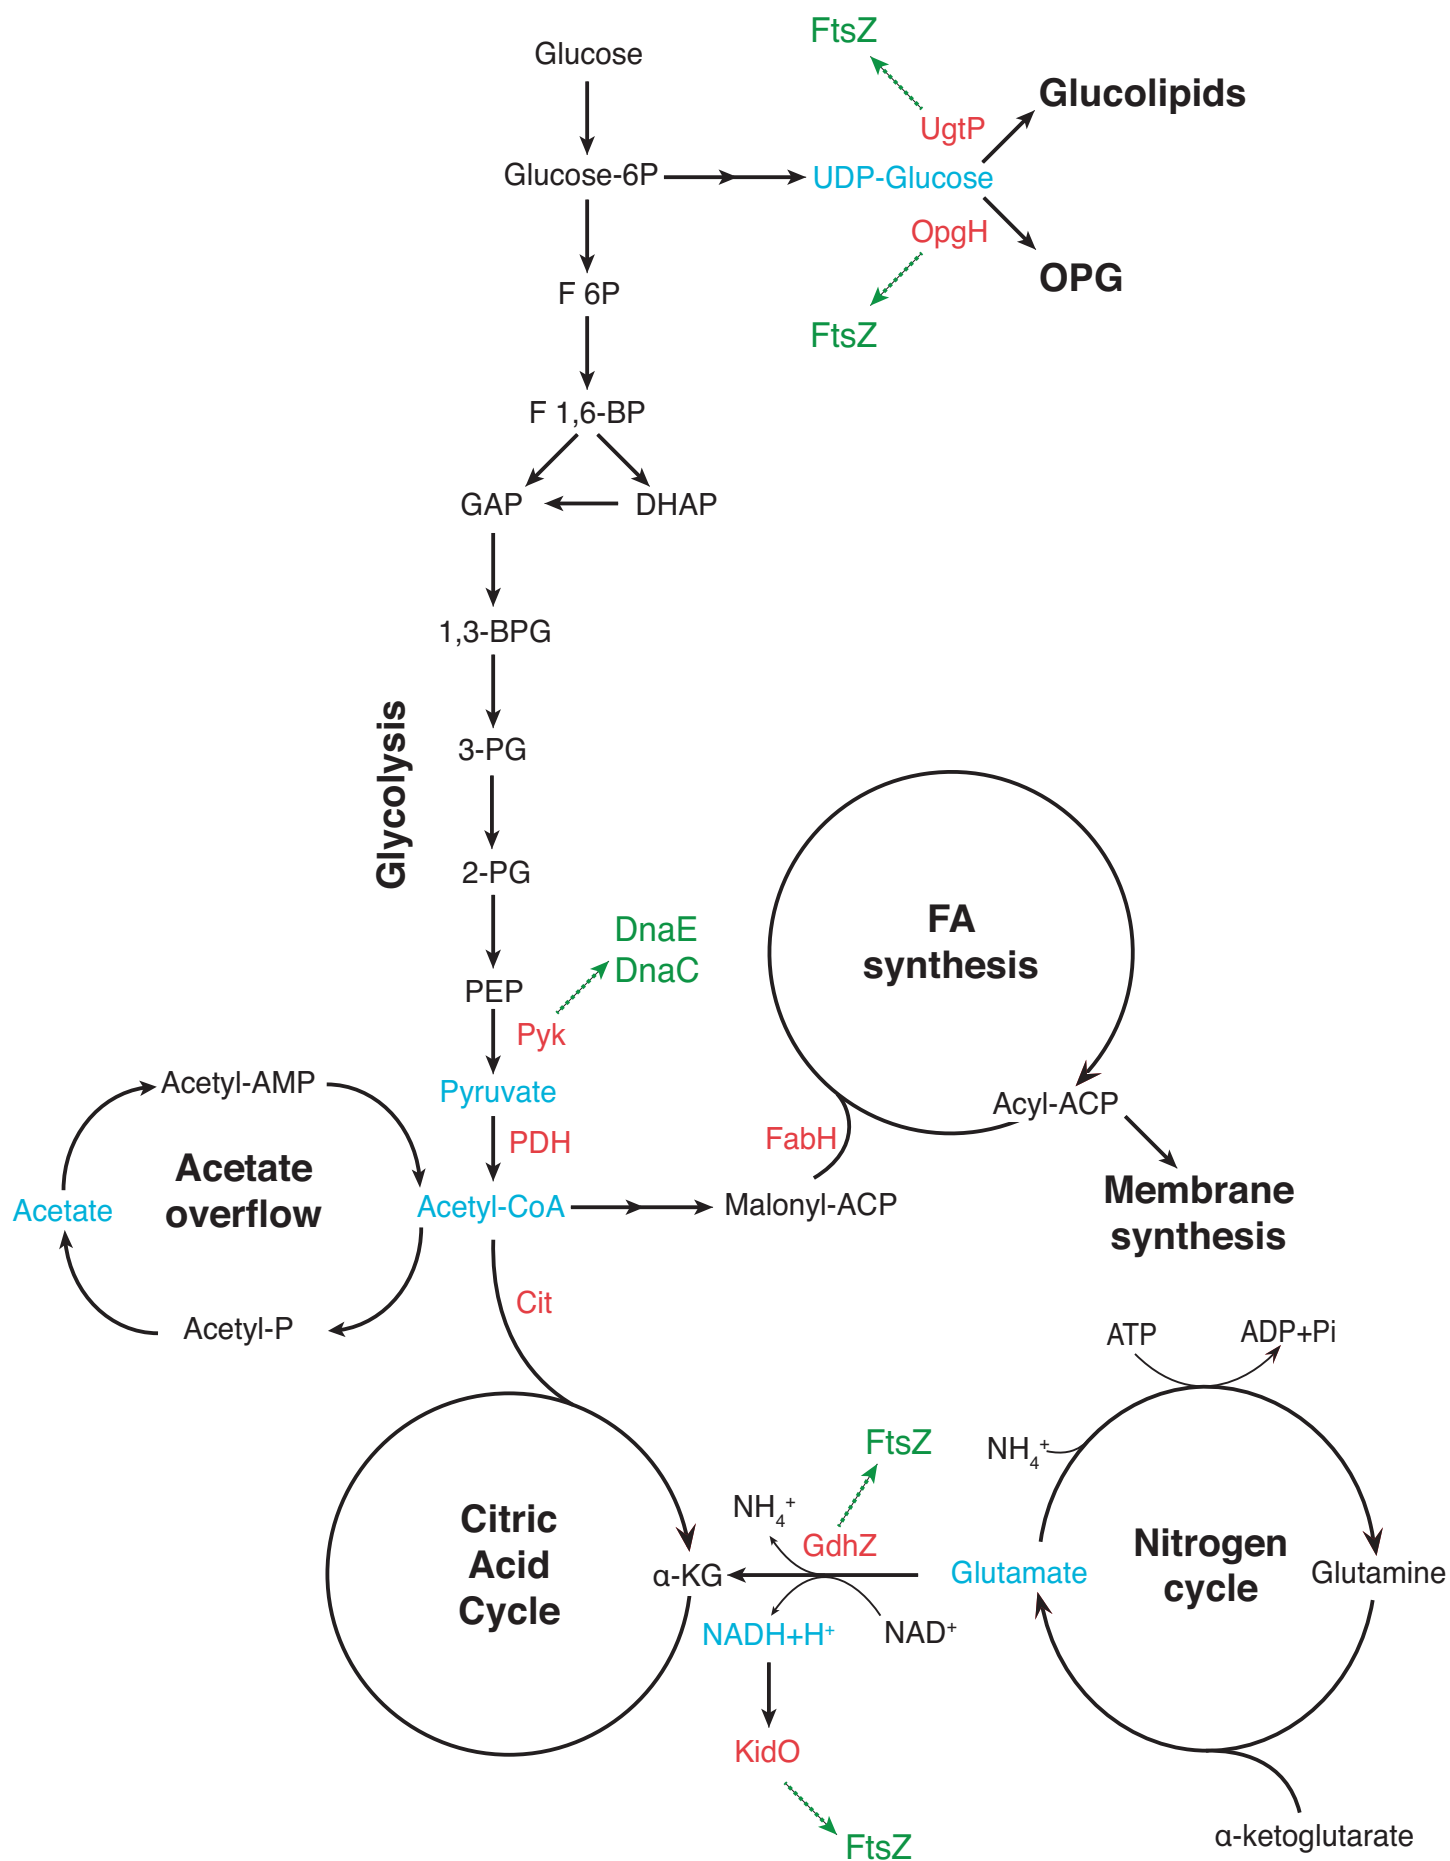 FtsZ
Glucose
Glucolipids
UgtP
Glucose-6P
UDP-Glucose
OpgH
OPG
F 6P
FtsZ
F 1,6-BP
GAP
DHAP
1,3-BPG
Glycolysis
3-PG
2-PG
FA
synthesis
DnaE
DnaC
PEP
Pyk
Acetyl-AMP
Pyruvate
Acyl-ACP
PDH
FabH
Acetate
overflow
Acetate
Acetyl-CoA
Malonyl-ACP
Membrane
synthesis
Cit
Acetyl-P
ATP
ADP+Pi
FtsZ
NH₄⁺
NH₄⁺
Citric
Acid
Cycle
GdhZ
Nitrogen
cycle
α-KG
Glutamate
Glutamine
NADH+H⁺
NAD⁺
KidO
FtsZ
α-ketoglutarate